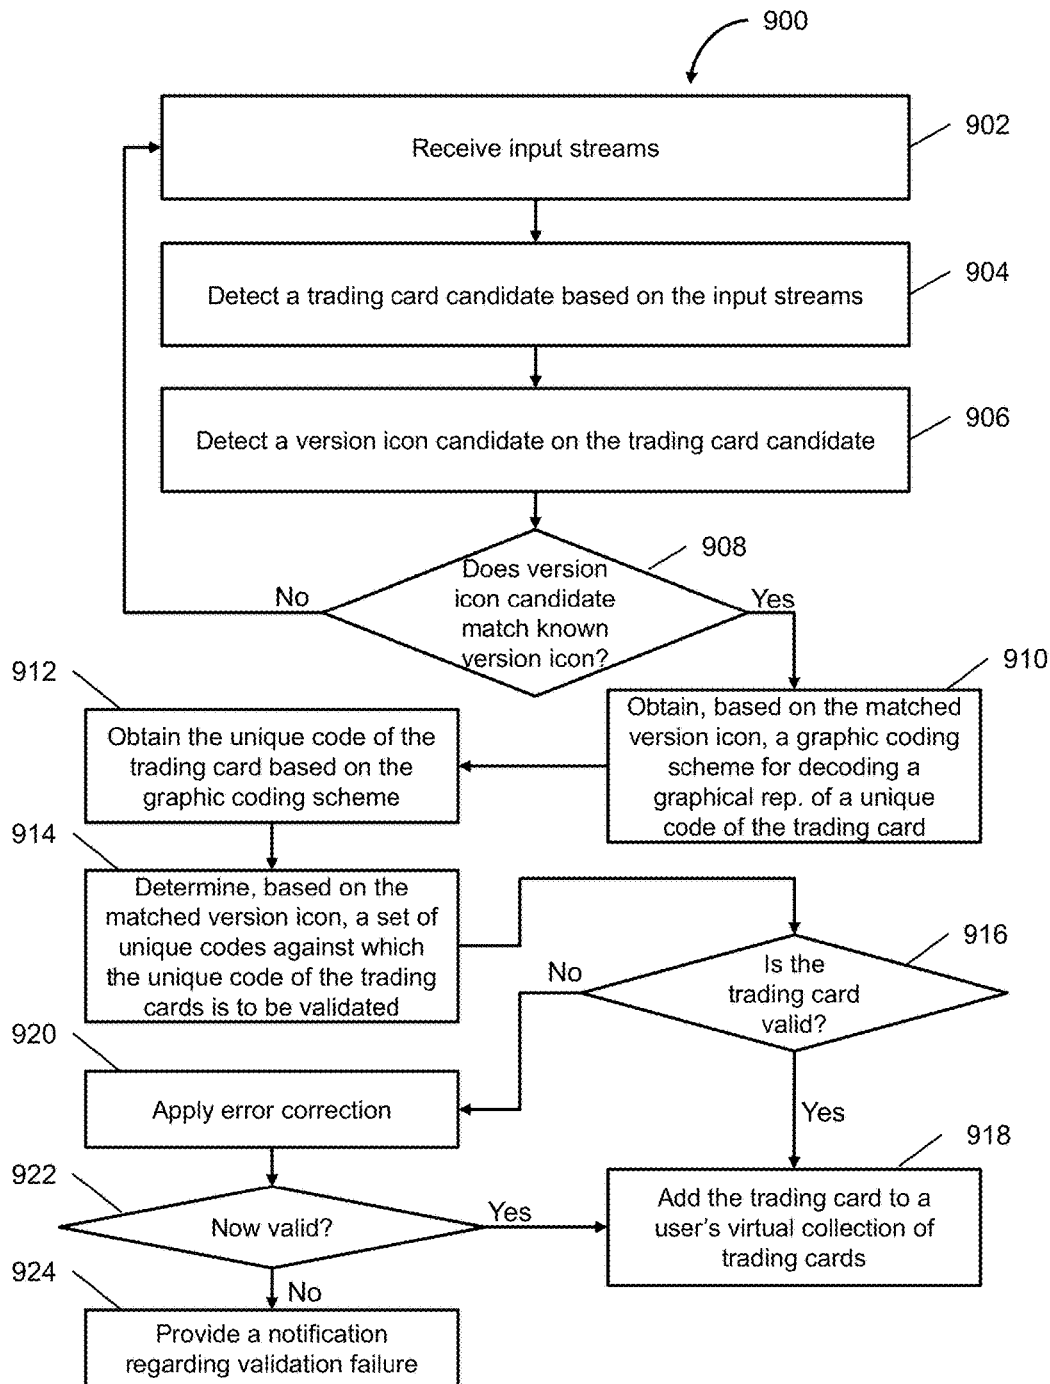 900
Receive input streams
902
Detect a trading card candidate based on the input streams
904
Detect a version icon candidate on the trading card candidate
906
908
Does version
icon candidate
match known
version icon?
No
Yes
910
Obtain, based on the matched
version icon, a graphic coding
scheme for decoding a
graphical rep. of a unique
code of the trading card
912
Obtain the unique code of the
trading card based on the
graphic coding scheme
914
Determine, based on the
matched version icon, a set of
unique codes against which
the unique code of the trading
cards is to be validated
916
Is the
trading card
valid?
No
Yes
920
Apply error correction
918
Add the trading card to a
user's virtual collection of
trading cards
922
Now valid?
Yes
No
924
Provide a notification
regarding validation failure